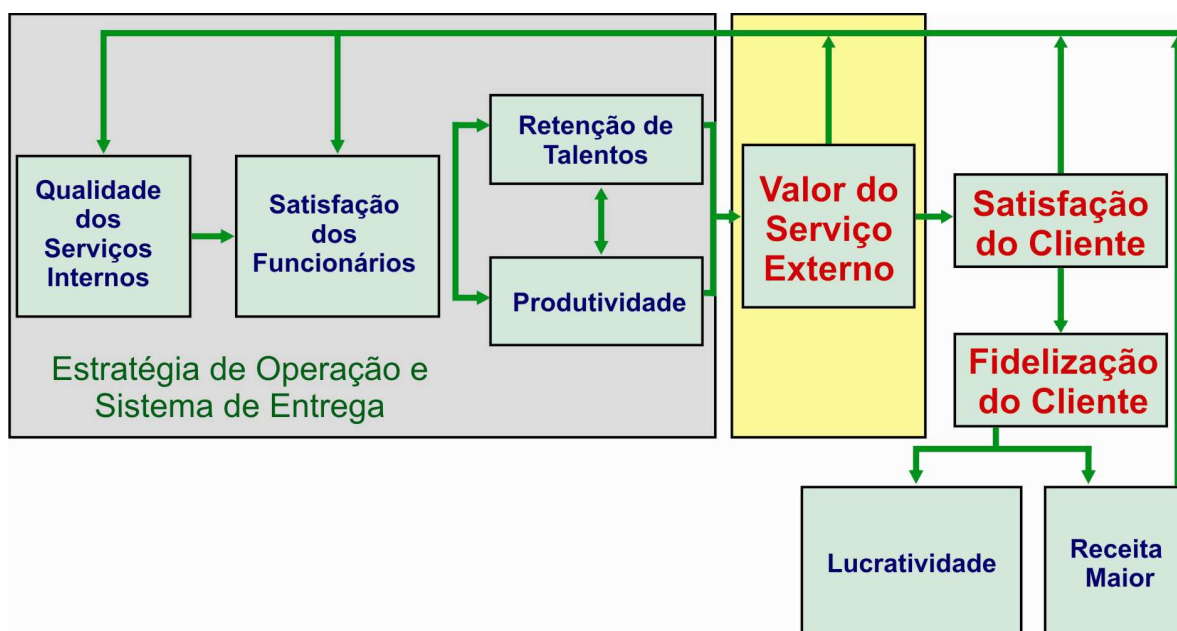 Qualidade
dos
Serviços
Internos
Satisfação
dos
Funcionários
Retenção de
Talentos
Produtividade
Estratégia de Operação e
Sistema de Entrega
Valor do
Serviço
Externo
Satisfação
do Cliente
Fidelização
do Cliente
Lucratividade
Receita
Maior